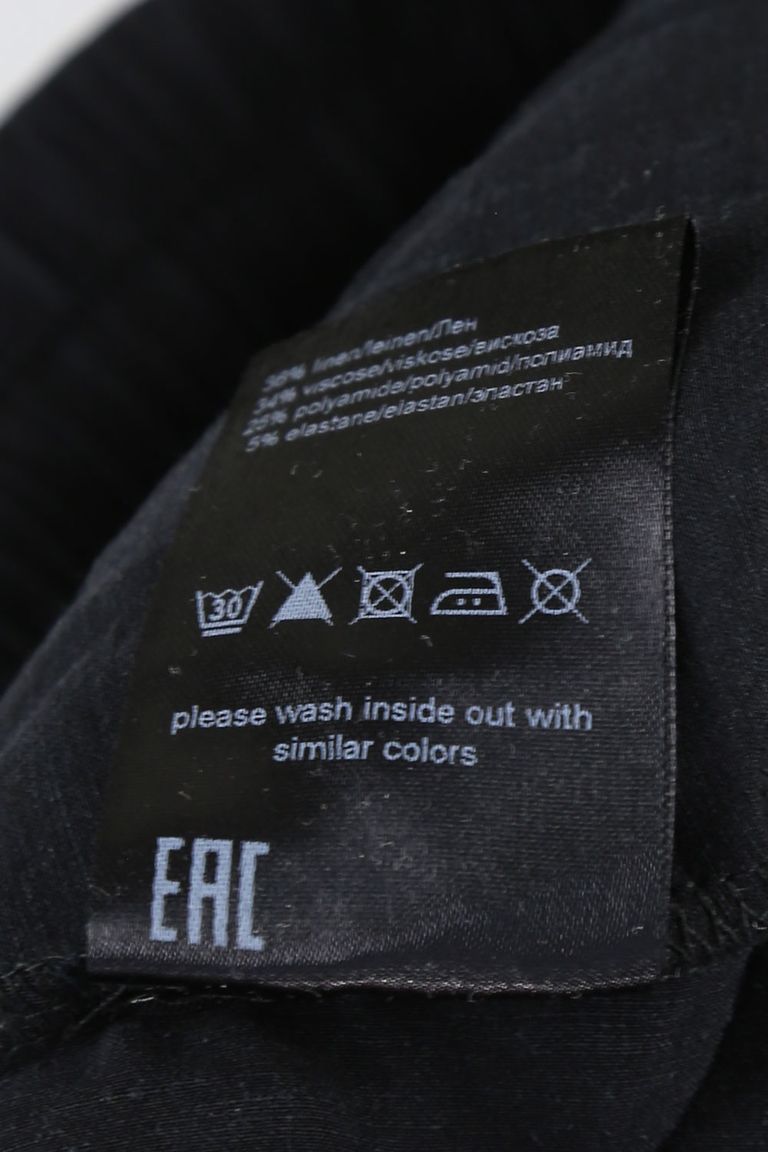 36% linen/leinen/Лен
34% viscose/viskose/вискоза
25% polyamide/polyamid/полиамид
5% elastane/elastan/эластан
30
please wash inside out with
similar colors
EAC